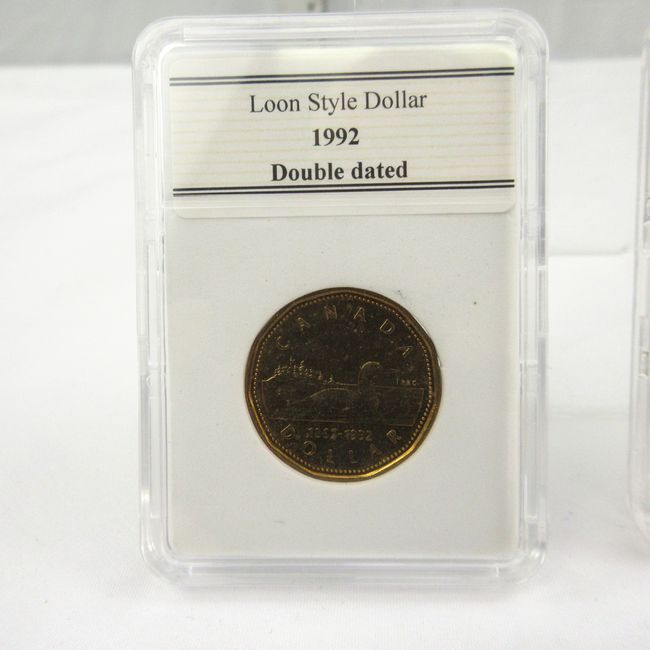 Loon Style Dollar
1992
Double dated
CANADA
1867-1992
DOLLAR